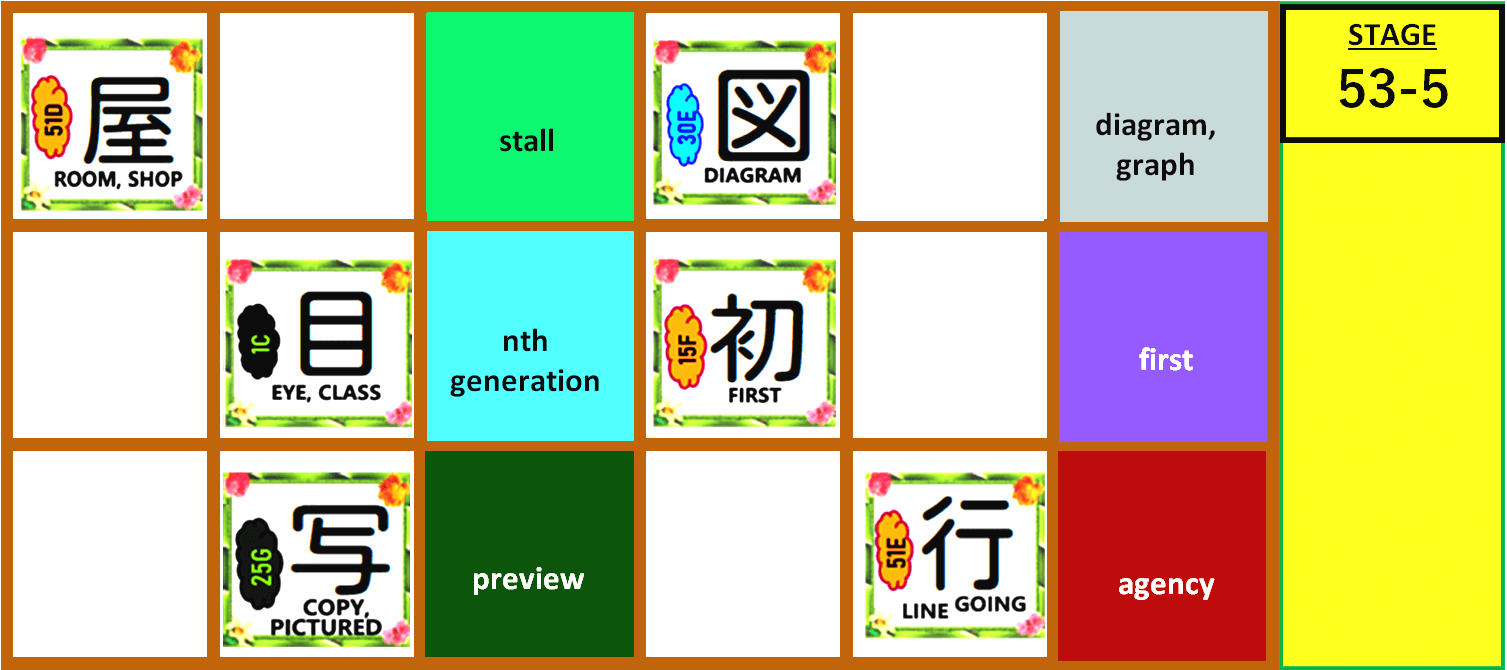 STAGE
53-5
51D
屋
ROOM, SHOP
stall
30E
図
DIAGRAM
diagram,
graph
1C
目
EYE, CLASS
nth
generation
15F
初
FIRST
first
25G
写
COPY,
PICTURED
preview
51E
行
LINE GOING
agency